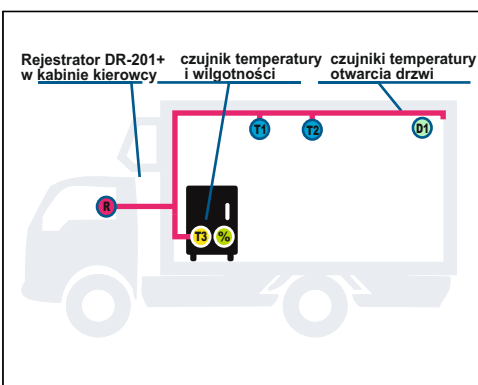 Rejestrator DR-201+
w kabinie kierowcy
czujnik temperatury
i wilgotności
czujniki temperatury
otwarcia drzwi
T1
T2
D1
R
T3
%